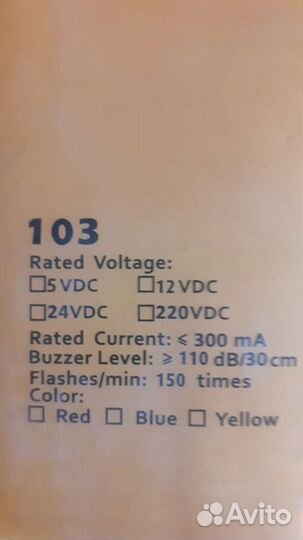 103
Rated Voltage:
☐5VDC ☐12VDC
☐24VDC ☐220VDC
Rated Current: ≤ 300 mA
Buzzer Level: ≥ 110 dB/30cm
Flashes/min: 150 times
Color:
☐ Red ☐ Blue ☐ Yellow
Avito